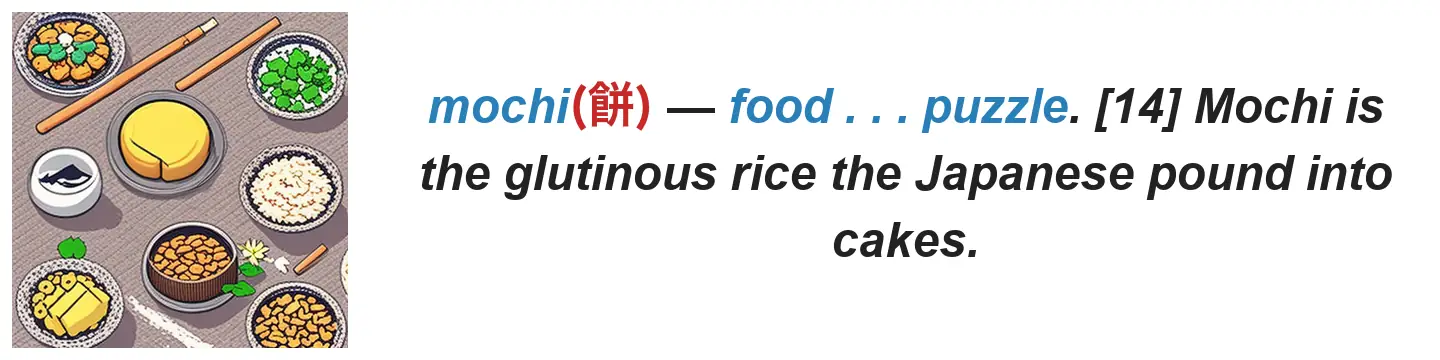 mochi(餅) — food . . . puzzle. [14] Mochi is
the glutinous rice the Japanese pound into
cakes.